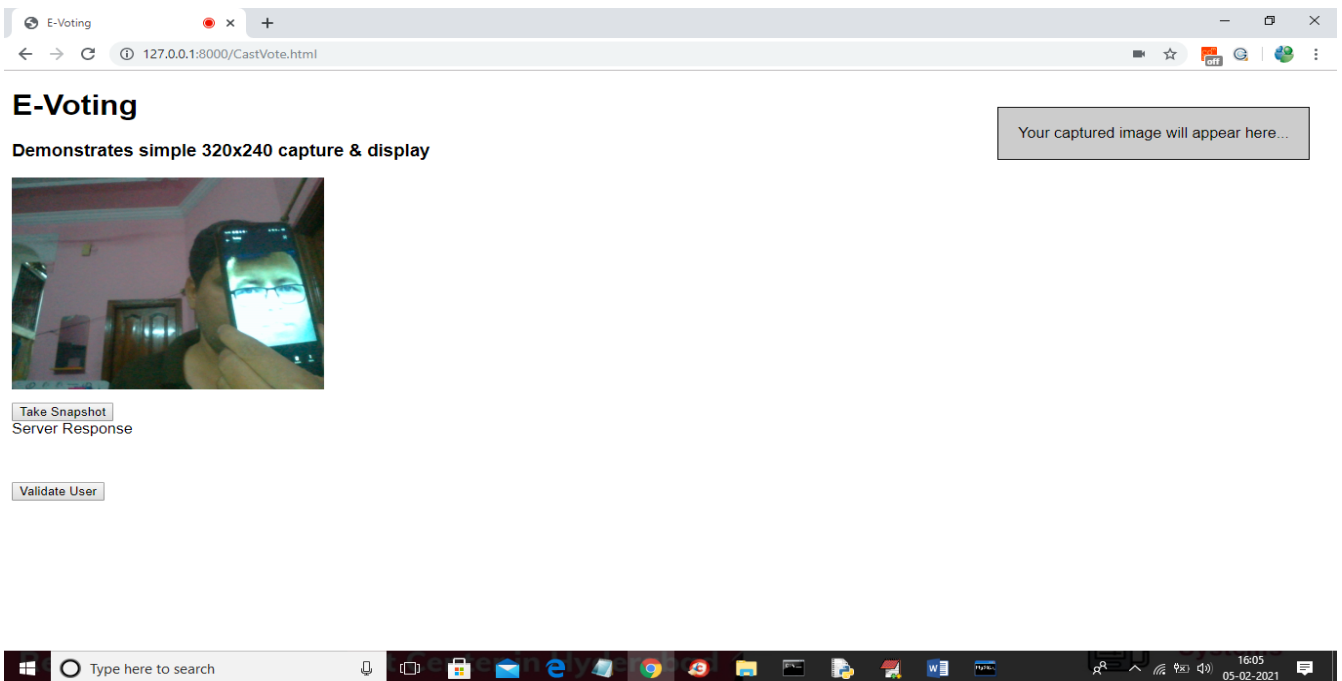 E-Voting
127.0.0.1:8000/CastVote.html
off
E-Voting
Your captured image will appear here...
Demonstrates simple 320x240 capture & display
Take Snapshot
Server Response
Validate User
Type here to search
16:05
05-02-2021